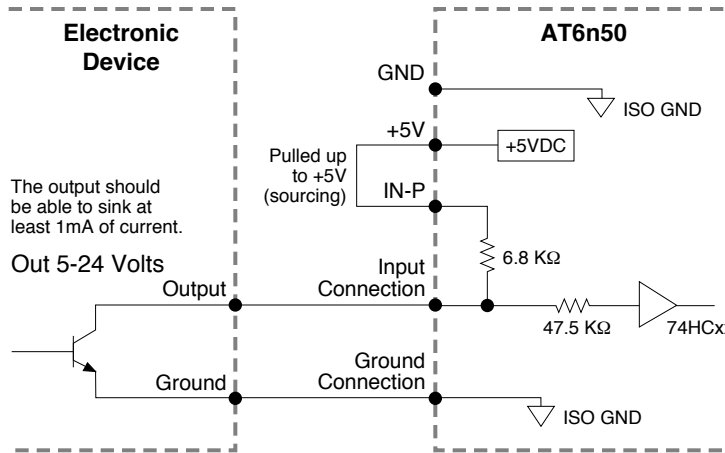 Electronic
Device
AT6n50
GND
ISO GND
+5V
+5VDC
Pulled up
to +5V
(sourcing)
IN-P
The output should
be able to sink at
least 1mA of current.
6.8 KΩ
Out 5-24 Volts
Input
Connection
Output
47.5 KΩ
74HCx
Ground
Connection
Ground
ISO GND